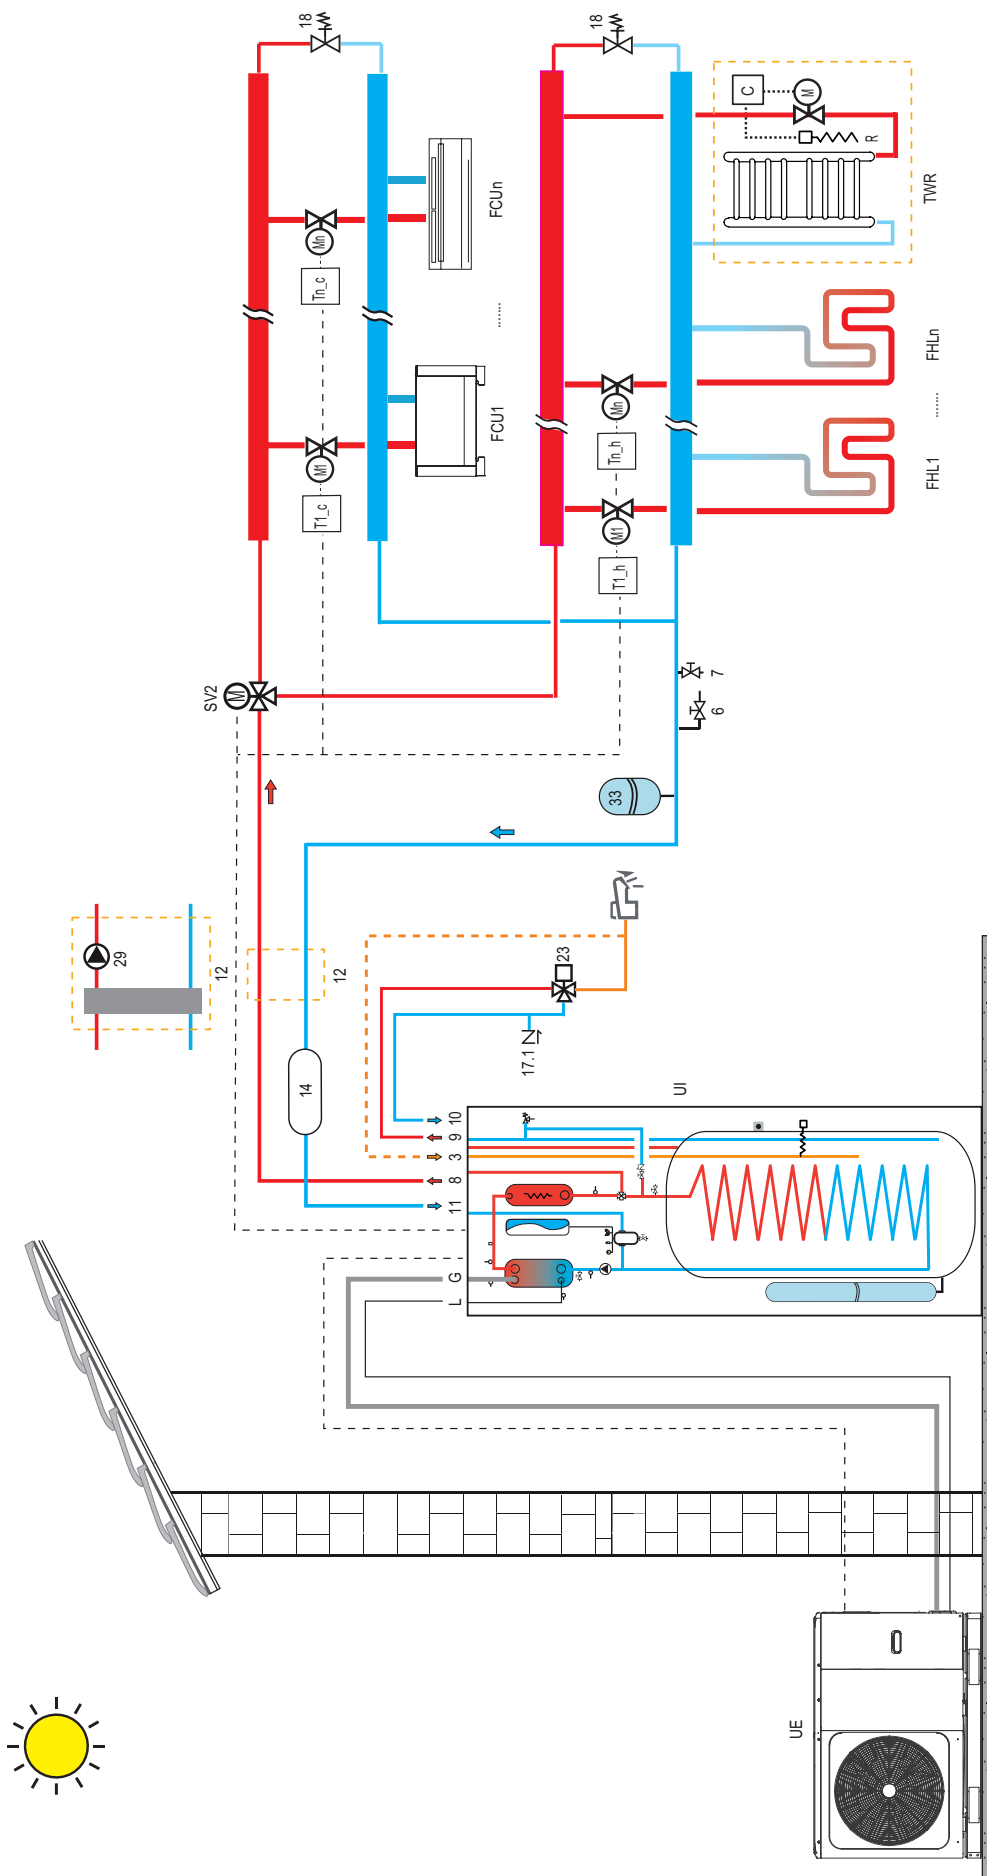 18
18
C
M
R
TWR
Mn
FCUn
Tn_c
........
FHLn
Mn
........
FCU1
M1
Tn_h
FHL1
T1_c
M1
T1_h
SV2
M
7
6
33
29
12
12
23
17.1
14
10
9
3
8
11
G
L
UI
UE